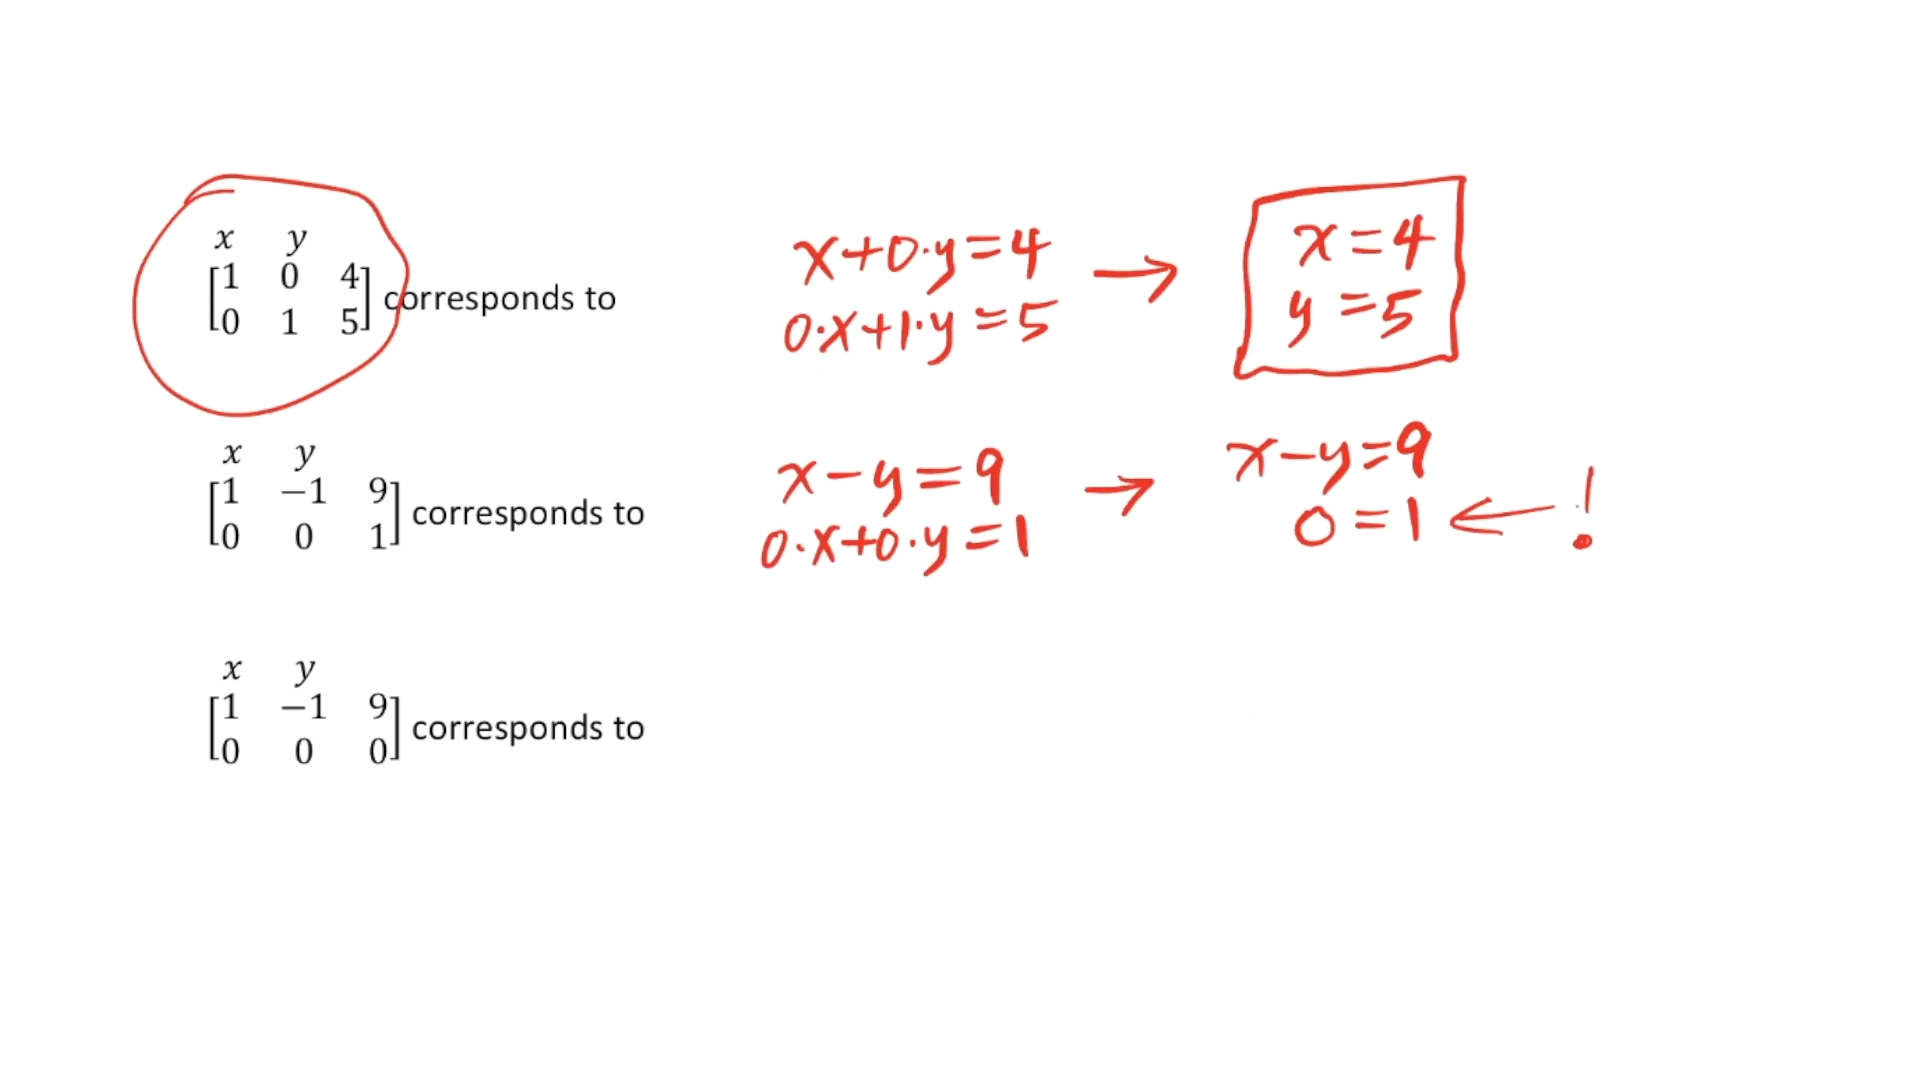 x y
[1 0 4]
[0 1 5] corresponds to
x+0·y=4 → x=4
0·x+1·y=5 y=5
x y
[1 −1 9]
[0 0 1] corresponds to
x−y=9 → x−y=9
0·x+0·y=1 0=1 ← !
x y
[1 −1 9]
[0 0 0] corresponds to